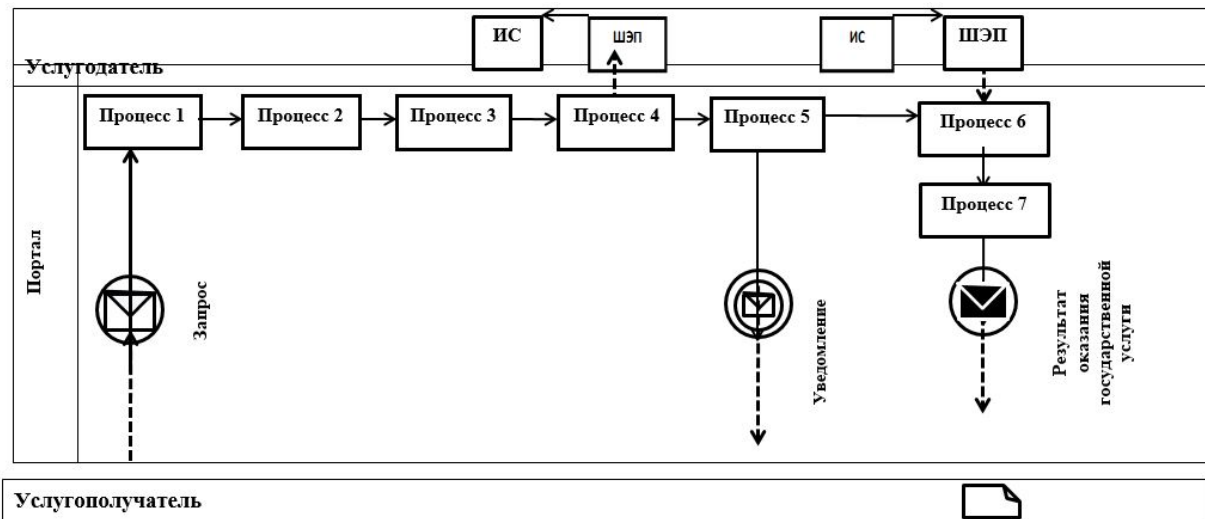 ИС
ШЭП
ИС
ШЭП
Услугодатель
Процесс 1
Процесс 2
Процесс 3
Процесс 4
Процесс 5
Процесс 6
Процесс 7
Портал
Запрос
Уведомление
Результат
оказания
государственной
услуги
Услугополучатель